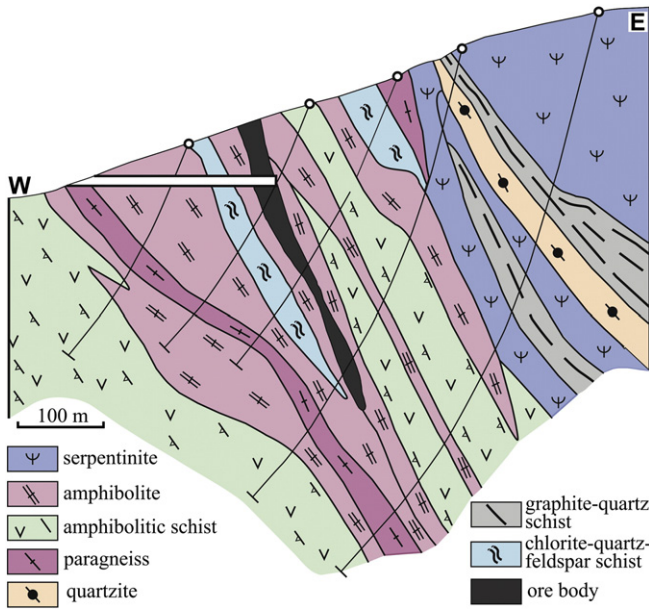 E
W
100 m
serpentinite
amphibolite
amphibolitic schist
paragneiss
quartzite
graphite-quartz
schist
chlorite-quartz-
feldspar schist
ore body